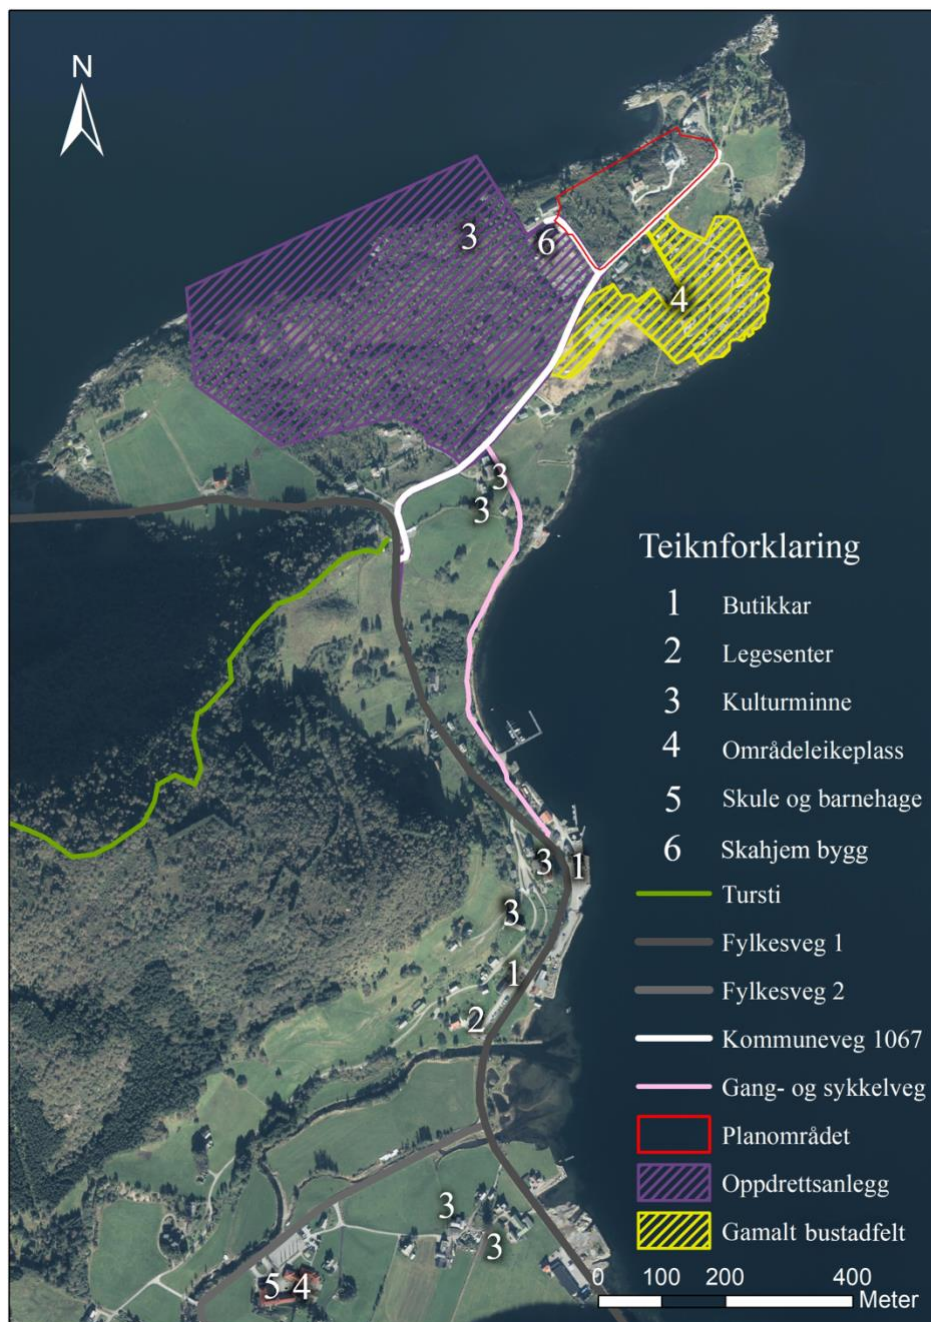 N
3
6
4
3
3
Teiknforklaring
1 Butikkar
2 Legesenter
3 Kulturminne
4 Områdeleikeplass
5 Skule og barnehage
6 Skahjem bygg
Tursti
Fylkesveg 1
Fylkesveg 2
Kommuneveg 1067
Gang- og sykkelveg
Planområdet
Oppdrettsanlegg
Gamalt bustadfelt
3
1
3
1
2
3
3
5 4
0 100 200 400
Meter